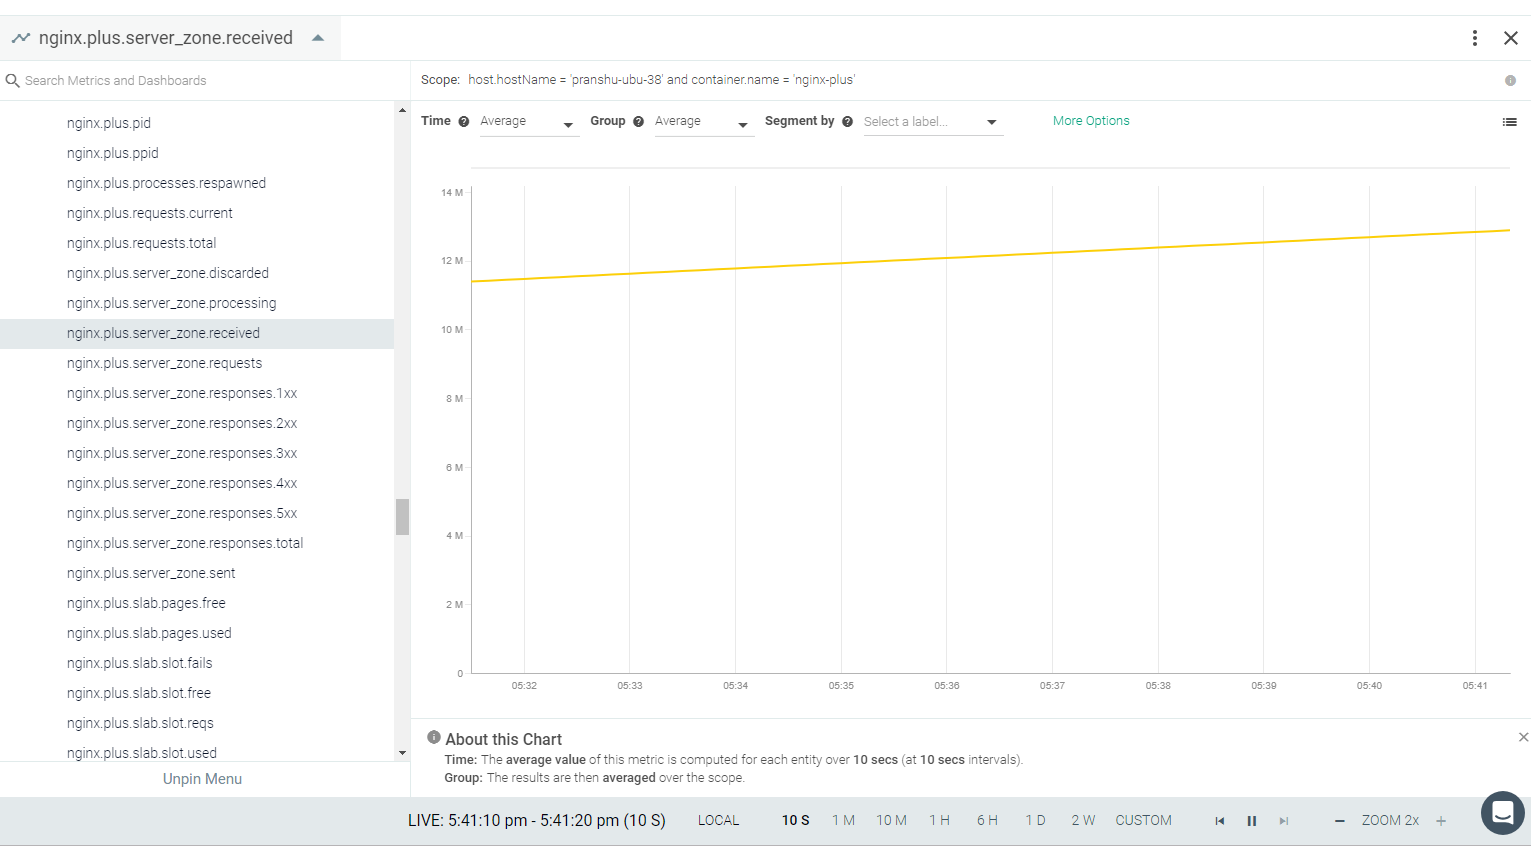 nginx.plus.server_zone.received
Search Metrics and Dashboards
nginx.plus.pid
nginx.plus.ppid
nginx.plus.processes.respawned
nginx.plus.requests.current
nginx.plus.requests.total
nginx.plus.server_zone.discarded
nginx.plus.server_zone.processing
nginx.plus.server_zone.received
nginx.plus.server_zone.requests
nginx.plus.server_zone.responses.1xx
nginx.plus.server_zone.responses.2xx
nginx.plus.server_zone.responses.3xx
nginx.plus.server_zone.responses.4xx
nginx.plus.server_zone.responses.5xx
nginx.plus.server_zone.responses.total
nginx.plus.server_zone.sent
nginx.plus.slab.pages.free
nginx.plus.slab.pages.used
nginx.plus.slab.slot.fails
nginx.plus.slab.slot.free
nginx.plus.slab.slot.reqs
nginx.plus.slab.slot.used
Unpin Menu
Scope: host.hostName = 'pranshu-ubu-38' and container.name = 'nginx-plus'
Time ? Average Group ? Average Segment by ? Select a label... More Options
14 M
12 M
10 M
8 M
6 M
4 M
2 M
0
05:32 05:33 05:34 05:35 05:36 05:37 05:38 05:39 05:40 05:41
About this Chart
Time: The average value of this metric is computed for each entity over 10 secs (at 10 secs intervals).
Group: The results are then averaged over the scope.
LIVE: 5:41:10 pm - 5:41:20 pm (10 S) LOCAL 10 S 1 M 10 M 1 H 6 H 1 D 2 W CUSTOM ZOOM 2x